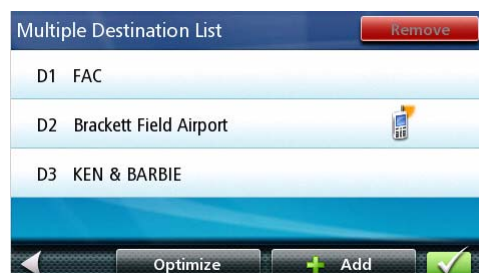 Multiple Destination List Remove
D1 FAC
D2 Brackett Field Airport
D3 KEN & BARBIE
Optimize Add